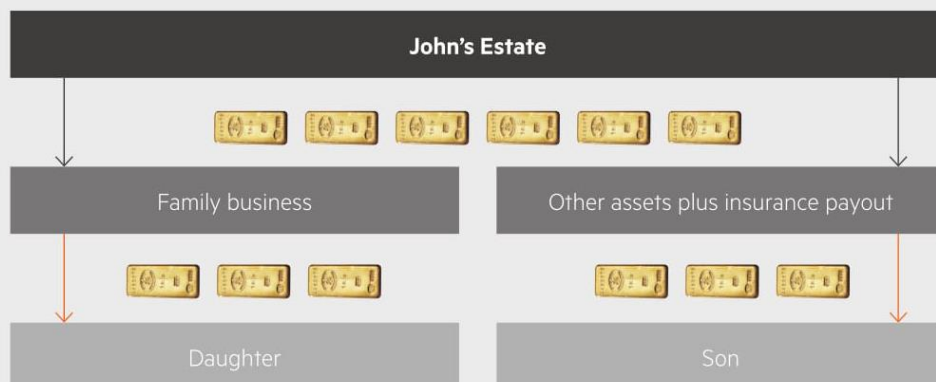 John’s Estate
Family business
Other assets plus insurance payout
Daughter
Son